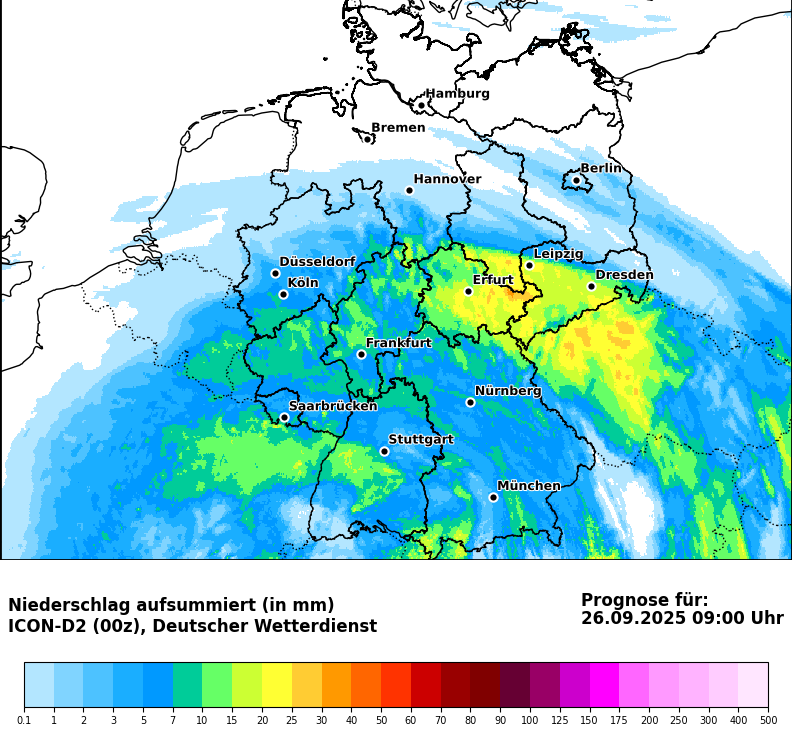 Hamburg
Bremen
Berlin
Hannover
Leipzig
Düsseldorf
Dresden
Köln
Erfurt
Frankfurt
Nürnberg
Saarbrücken
Stuttgart
München
Niederschlag aufsummiert (in mm)
ICON-D2 (00z), Deutscher Wetterdienst
Prognose für:
26.09.2025 09:00 Uhr
0.1 1 2 3 5 7 10 15 20 25 30 40 50 60 70 80 90 100 125 150 175 200 250 300 400 500